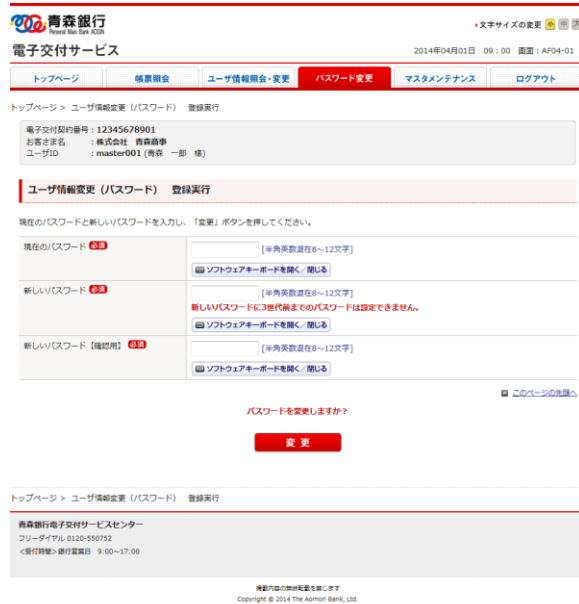 青森銀行
Personal Main Bank AOGIN
▸文字サイズの変更 小 中 大
電子交付サービス
2014年04月01日 09:00 画面:AF04-01
トップページ 帳票照会 ユーザ情報照会・変更 パスワード変更 マスタメンテナンス ログアウト
トップページ > ユーザ情報変更(パスワード) 登録実行
電子交付契約番号:12345678901
お客さま名 :株式会社 青森商事
ユーザID :master001 (青森 一郎 様)
ユーザ情報変更(パスワード) 登録実行
現在のパスワードと新しいパスワードを入力し、「変更」ボタンを押してください。
現在のパスワード 必須
[半角英数混在8~12文字]
ソフトウェアキーボードを開く/閉じる
新しいパスワード 必須
[半角英数混在8~12文字]
新しいパスワードに3世代前までのパスワードは設定できません。
ソフトウェアキーボードを開く/閉じる
新しいパスワード【確認用】 必須
[半角英数混在8~12文字]
ソフトウェアキーボードを開く/閉じる
このページの先頭へ
パスワードを変更しますか?
変 更
トップページ > ユーザ情報変更(パスワード) 登録実行
青森銀行電子交付サービスセンター
フリーダイヤル 0120-550752
<受付時間> 銀行営業日 9:00~17:00
掲載内容の無断転載を禁じます
Copyright © 2014 The Aomori Bank, Ltd.